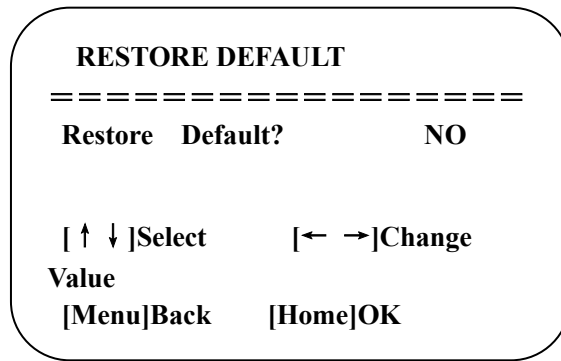 RESTORE DEFAULT
=================
Restore Default? NO
[↑ ↓]Select [← →]Change
Value
[Menu]Back [Home]OK